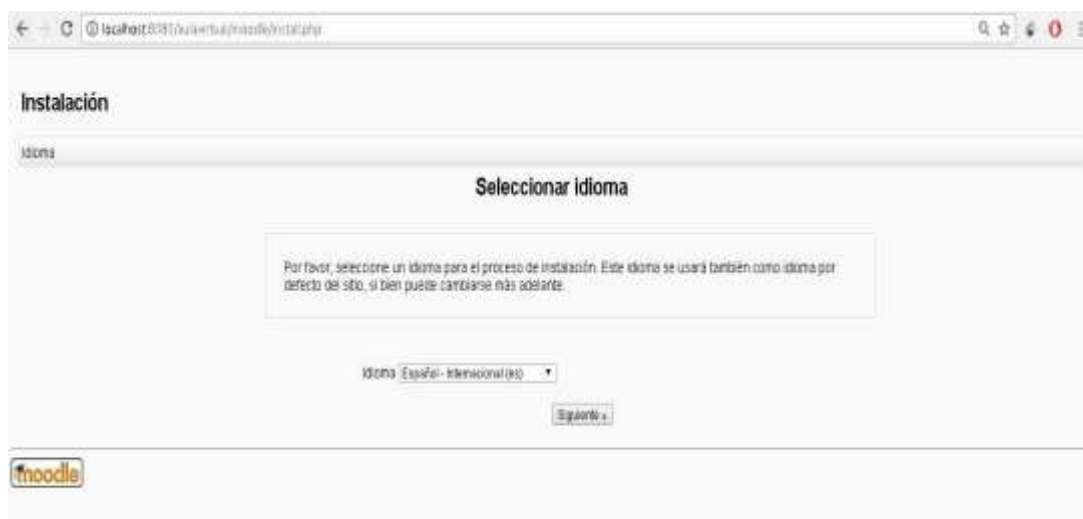 localhost
Instalación
Idioma
Seleccionar idioma
Por favor, seleccione un idioma para el proceso de instalación. Este idioma se usará también como idioma por
defecto del sitio, si bien puede cambiarse más adelante.
Idioma Español - Internacional (es)
Siguiente »
moodle